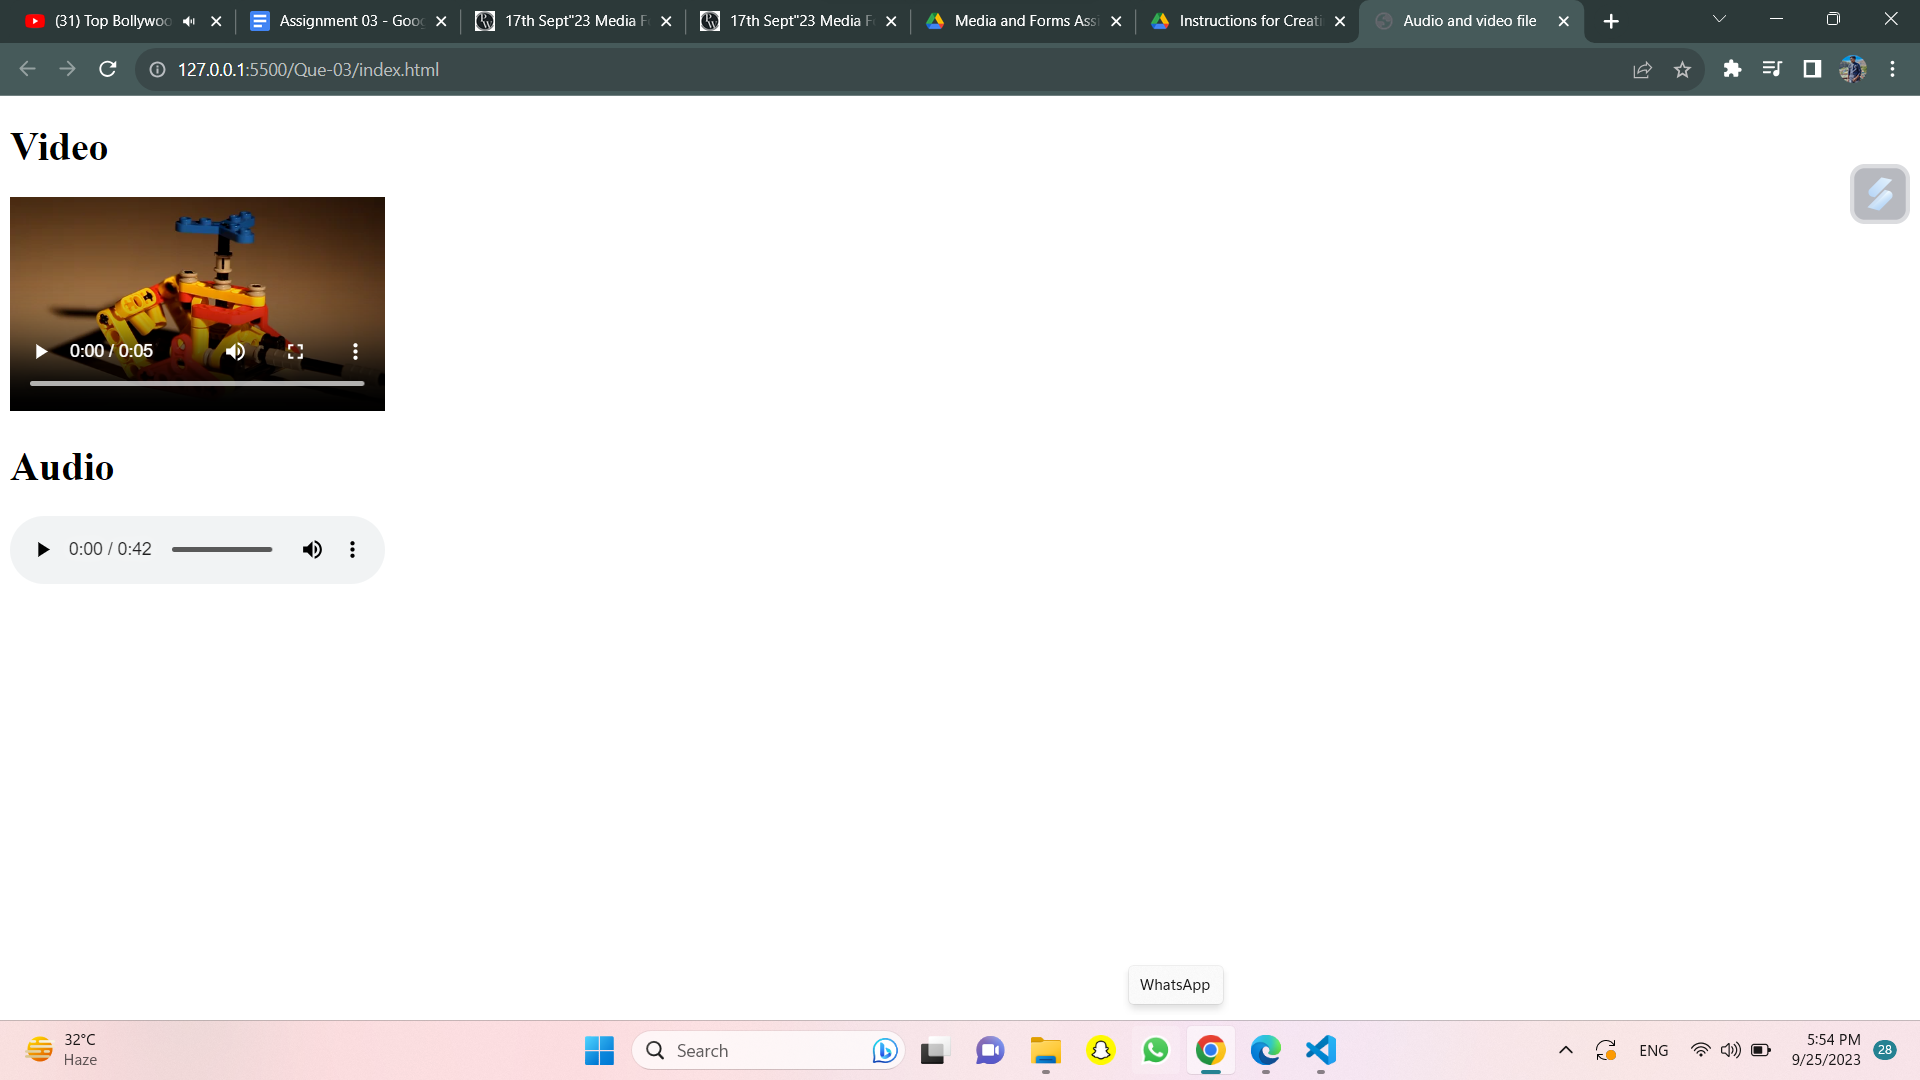 (31) Top Bollywoo
Assignment 03 - Goog
17th Sept"23 Media F
17th Sept"23 Media F
Media and Forms Assi
Instructions for Creati
Audio and video file
127.0.0.1:5500/Que-03/index.html
Video
0:00 / 0:05
Audio
0:00 / 0:42
WhatsApp
32°C
Haze
Search
ENG
5:54 PM
9/25/2023
28